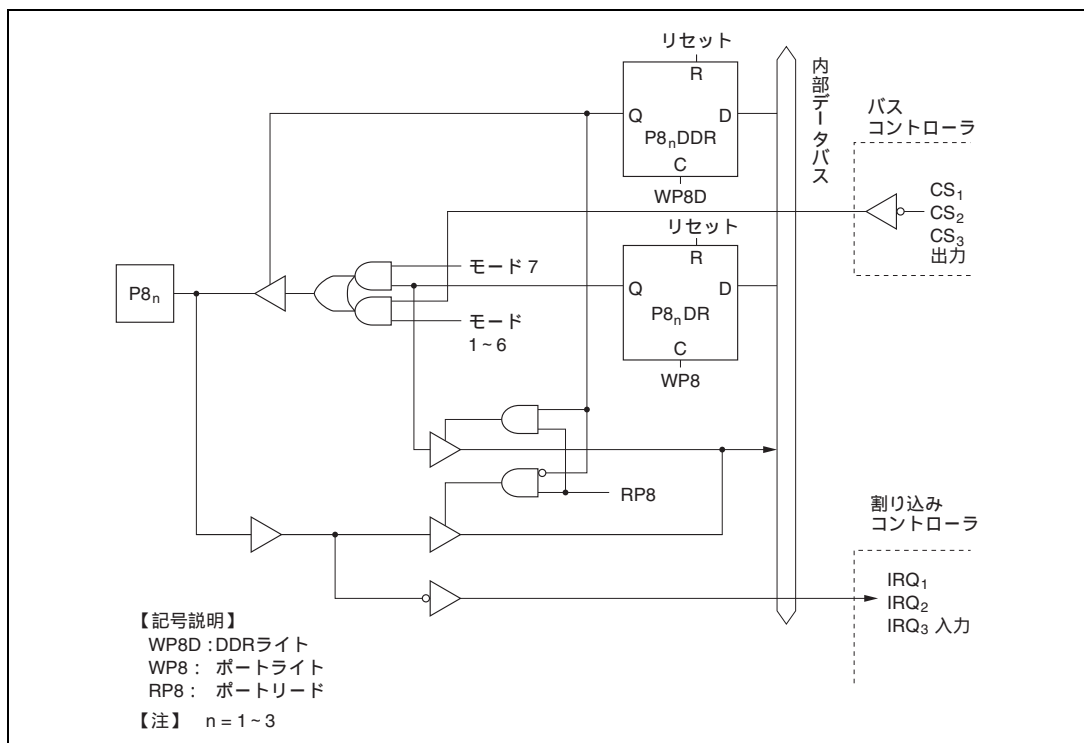 リセット
R
Q
D
P8nDDR
C
WP8D
内部データバス
バス
コントローラ
CS1
CS2
CS3
出力
リセット
R
Q
D
P8nDR
C
WP8
P8n
モード 7
モード
1~6
RP8
割り込み
コントローラ
IRQ1
IRQ2
IRQ3 入力
【記号説明】
WP8D : DDRライト
WP8 : ポートライト
RP8 : ポートリード
【注】 n = 1~3